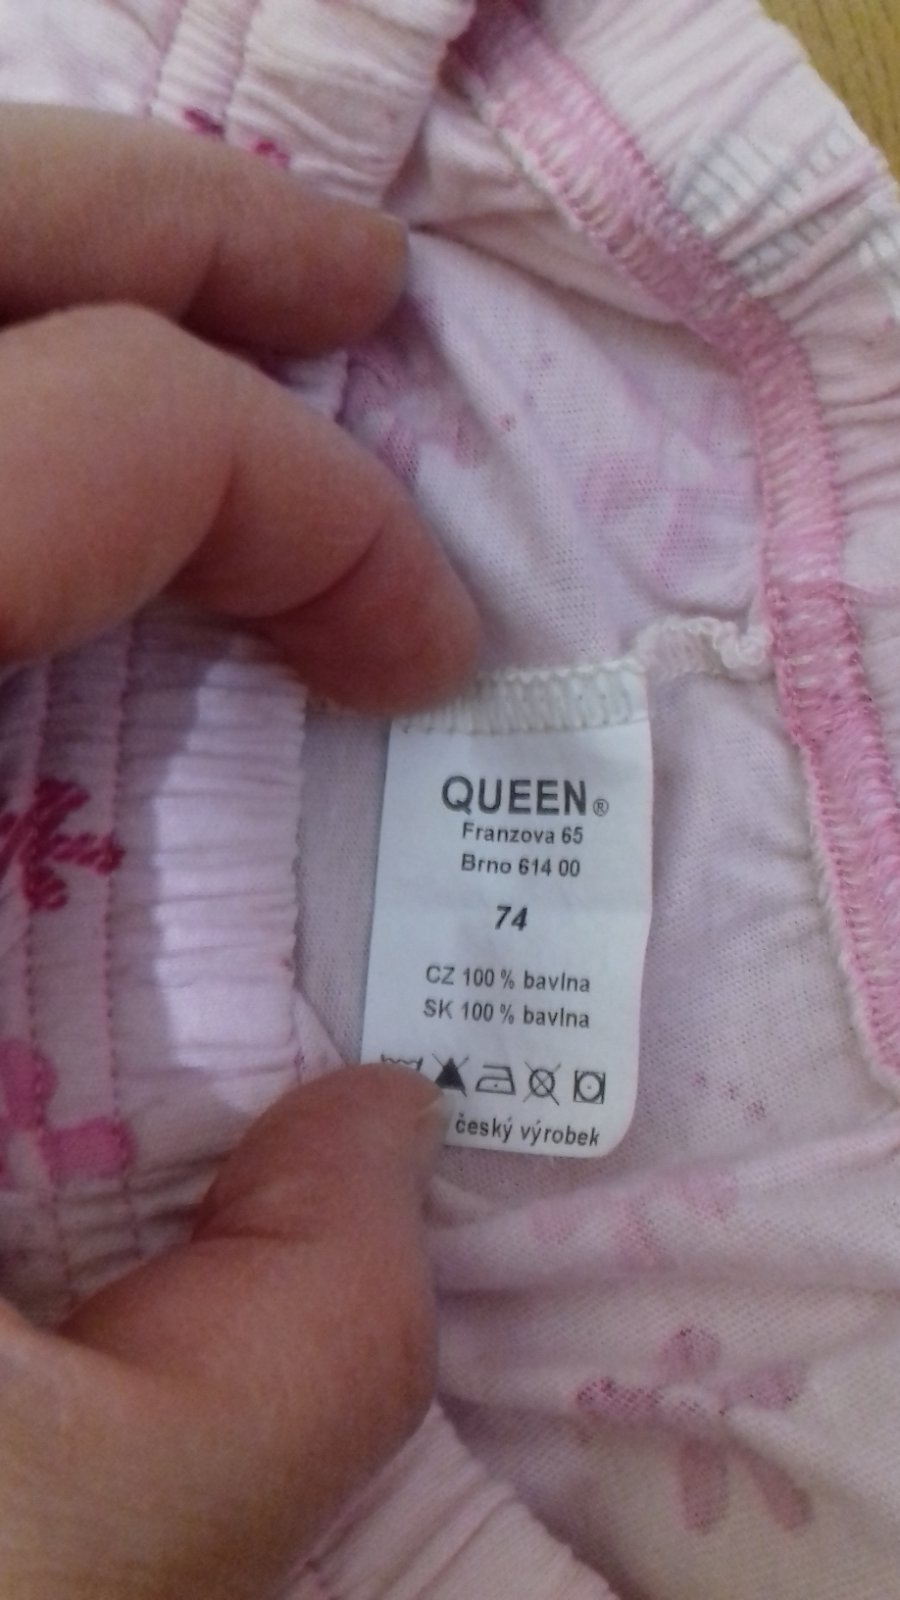 QUEEN®
Franzova 65
Brno 614 00
74
CZ 100 % bavlna
SK 100 % bavlna
český výrobek